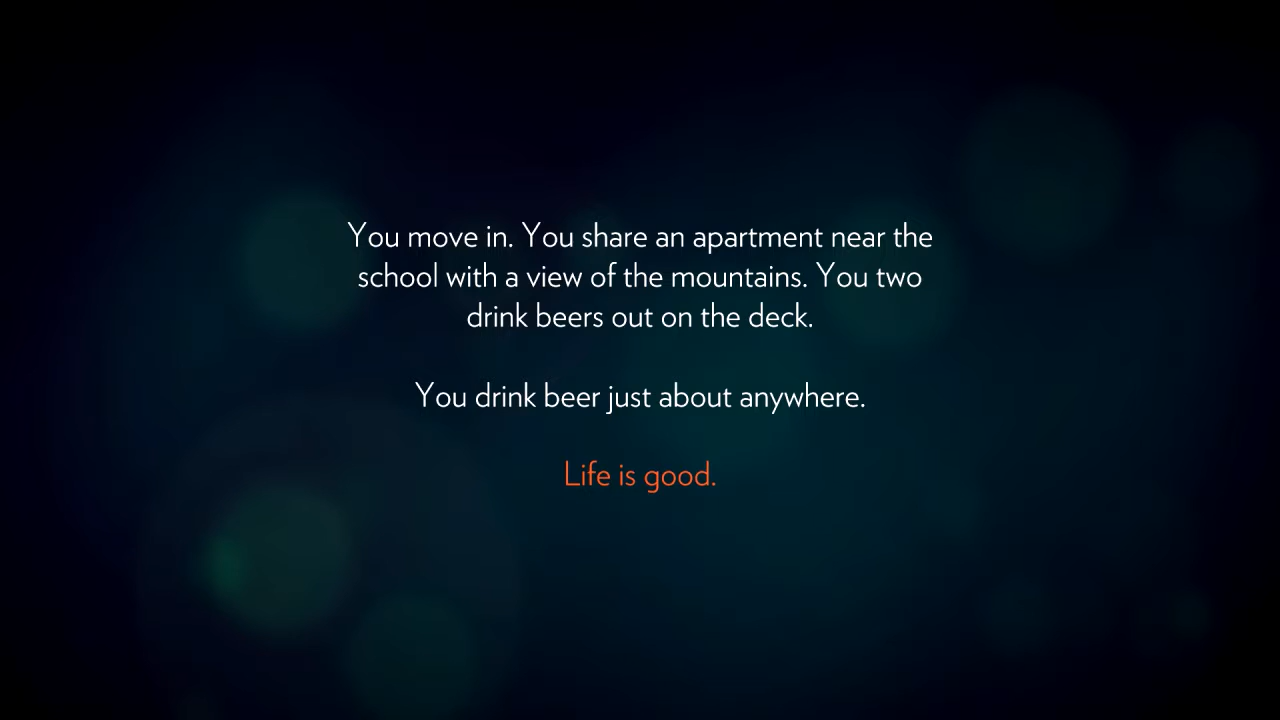 You move in. You share an apartment near the
school with a view of the mountains. You two
drink beers out on the deck.
You drink beer just about anywhere.
Life is good.